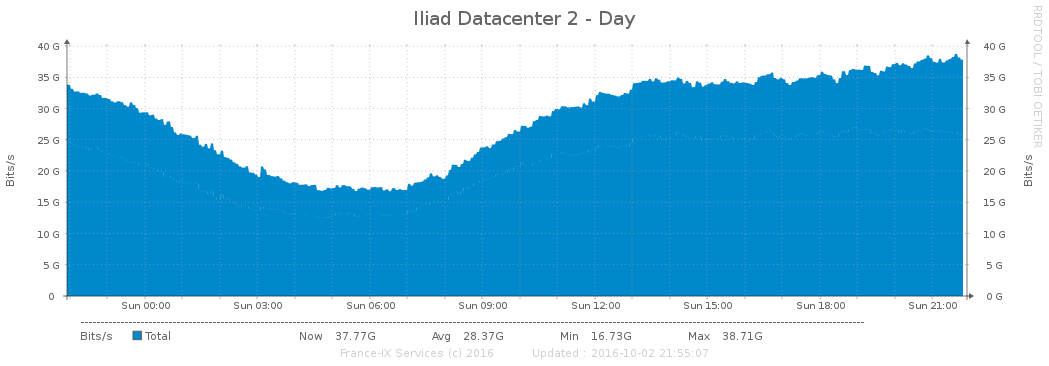 Iliad Datacenter 2 - Day
RRDTOOL / TOBI OETIKER
Bits/s
40 G 40 G
35 G 35 G
30 G 30 G
25 G 25 G
20 G 20 G
15 G 15 G
10 G 10 G
5 G 5 G
0 0 G
Bits/s
Sun 00:00 Sun 03:00 Sun 06:00 Sun 09:00 Sun 12:00 Sun 15:00 Sun 18:00 Sun 21:00
Bits/s Total Now 37.77G Avg 28.37G Min 16.73G Max 38.71G
France-IX Services (c) 2016 Updated : 2016-10-02 21:55:07